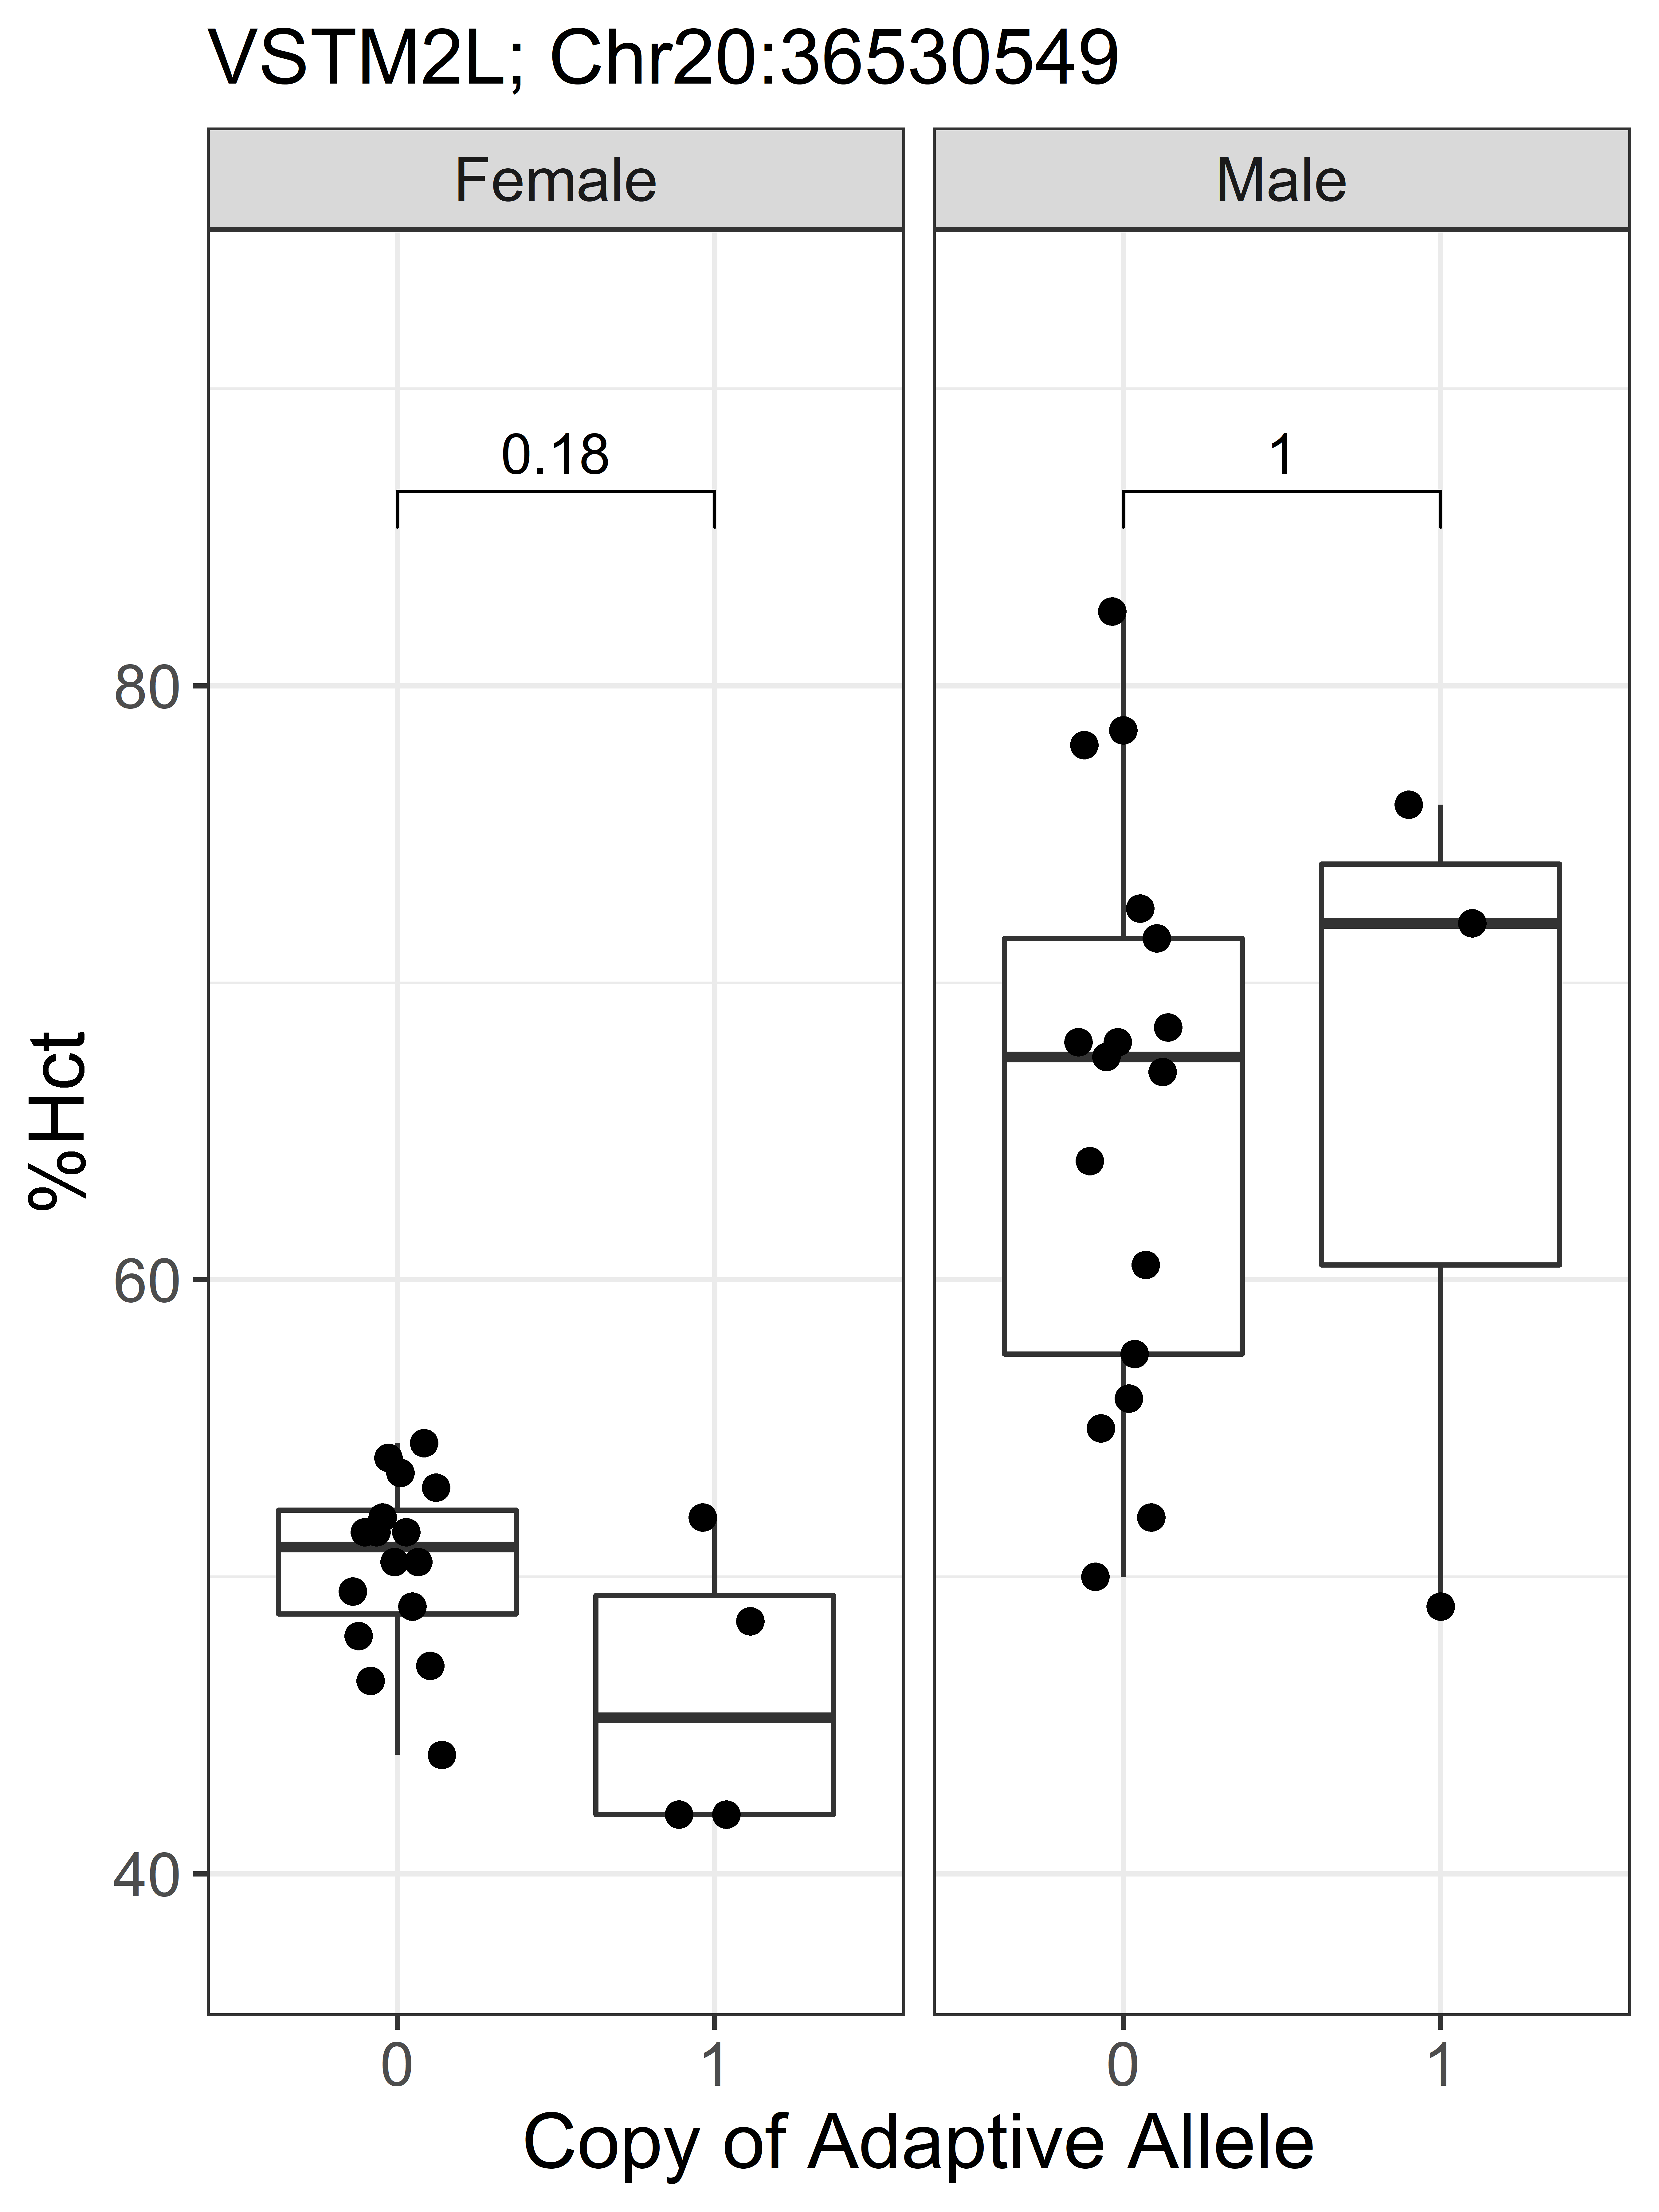 VSTM2L; Chr20:36530549
Female
Male
0.18
1
80
60
40
%Hct
0
1
0
1
Copy of Adaptive Allele